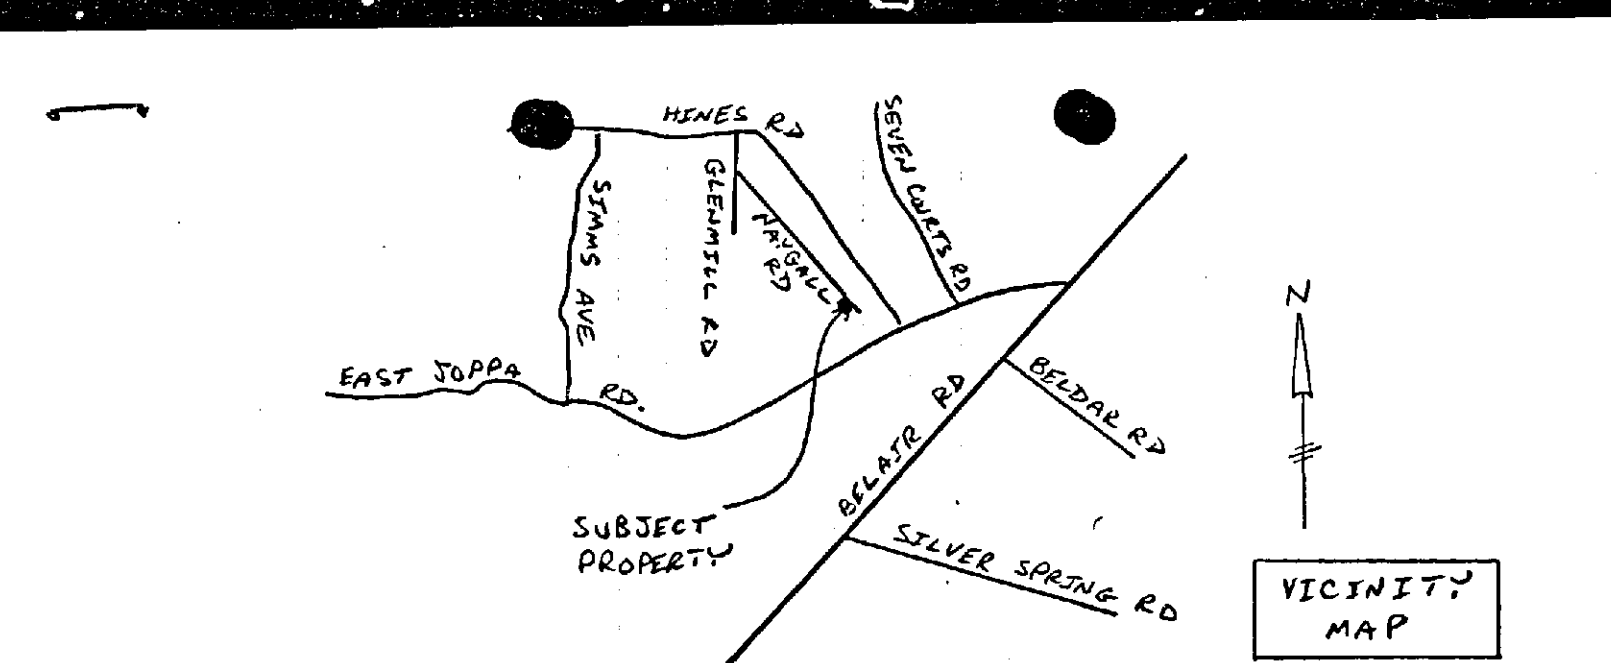 HINES RD
SEVEN COURTS RD
GLENMILL RD
SIMMS AVE
NAYGALL
RD
N
EAST JOPPA RD.
BELDAR RD
BELAIR RD
SUBJECT
PROPERTY
SILVER SPRING RD
VICINITY
MAP